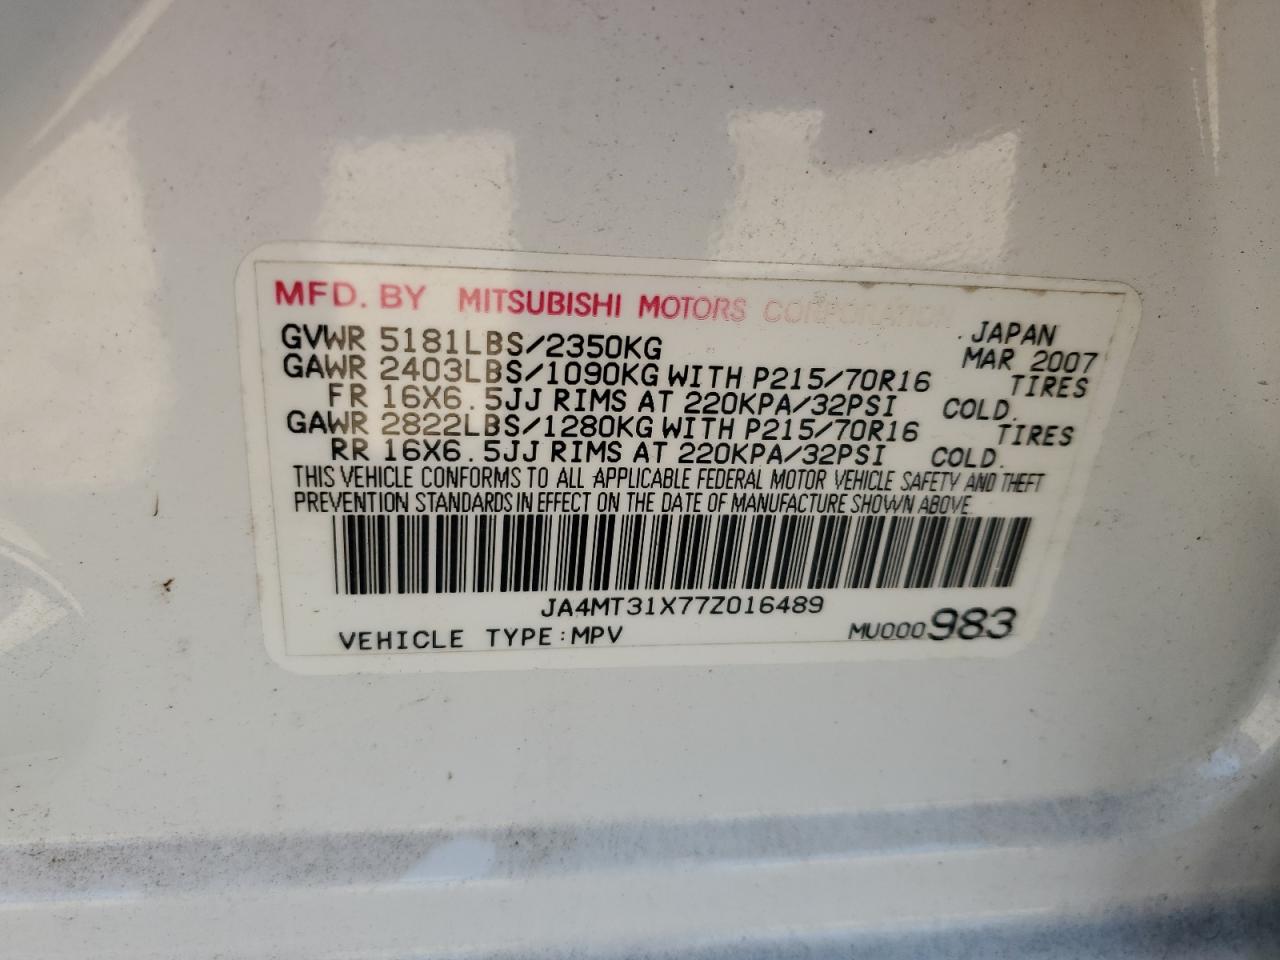 MFD. BY MITSUBISHI MOTORS CORPORATION JAPAN
GVWR 5181LBS/2350KG MAR 2007
GAWR 2403LBS/1090KG WITH P215/70R16 TIRES
FR 16X6.5JJ RIMS AT 220KPA/32PSI COLD.
GAWR 2822LBS/1280KG WITH P215/70R16 TIRES
RR 16X6.5JJ RIMS AT 220KPA/32PSI COLD.
THIS VEHICLE CONFORMS TO ALL APPLICABLE FEDERAL MOTOR VEHICLE SAFETY AND THEFT
PREVENTION STANDARDS IN EFFECT ON THE DATE OF MANUFACTURE SHOWN ABOVE.
JA4MT31X77Z016489
VEHICLE TYPE:MPV MU000983